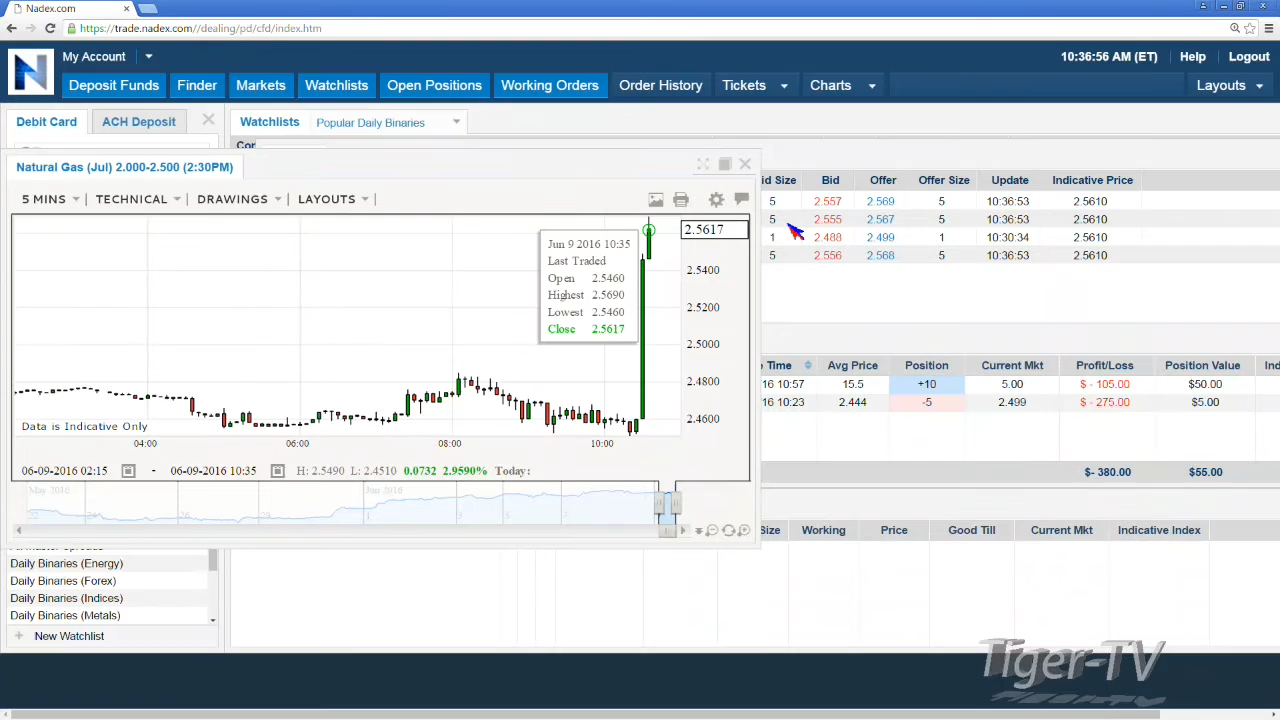 Nadex.com
https://trade.nadex.com//dealing/pd/cfd/index.htm
My Account
10:36:56 AM (ET) Help Logout
Deposit Funds Finder Markets Watchlists Open Positions Working Orders Order History Tickets Charts Layouts
Debit Card ACH Deposit
Watchlists Popular Daily Binaries
Cor
Natural Gas (Jul) 2.000-2.500 (2:30PM)
id Size Bid Offer Offer Size Update Indicative Price
5 2.557 2.569 5 10:36:53 2.5610
5 2.555 2.567 5 10:36:53 2.5610
1 2.488 2.499 1 10:30:34 2.5610
5 2.556 2.568 5 10:36:53 2.5610
5 MINS TECHNICAL DRAWINGS LAYOUTS
2.5617
2.5400
2.5200
2.5000
2.4800
2.4600
Jun 9 2016 10:35
Last Traded
Open 2.5460
Highest 2.5690
Lowest 2.5460
Close 2.5617
Data is Indicative Only
04:00 06:00 08:00 10:00
06-09-2016 02:15 - 06-09-2016 10:35 H: 2.5490 L: 2.4510 0.0732 2.9590% Today:
May 2016 Jun 2016
Time Avg Price Position Current Mkt Profit/Loss Position Value Ind
16 10:57 15.5 +10 5.00 $ - 105.00 $50.00
16 10:23 2.444 -5 2.499 $ - 275.00 $5.00
$- 380.00 $55.00
Size Working Price Good Till Current Mkt Indicative Index
Daily Binaries (Energy)
Daily Binaries (Forex)
Daily Binaries (Indices)
Daily Binaries (Metals)
New Watchlist
Tiger-TV